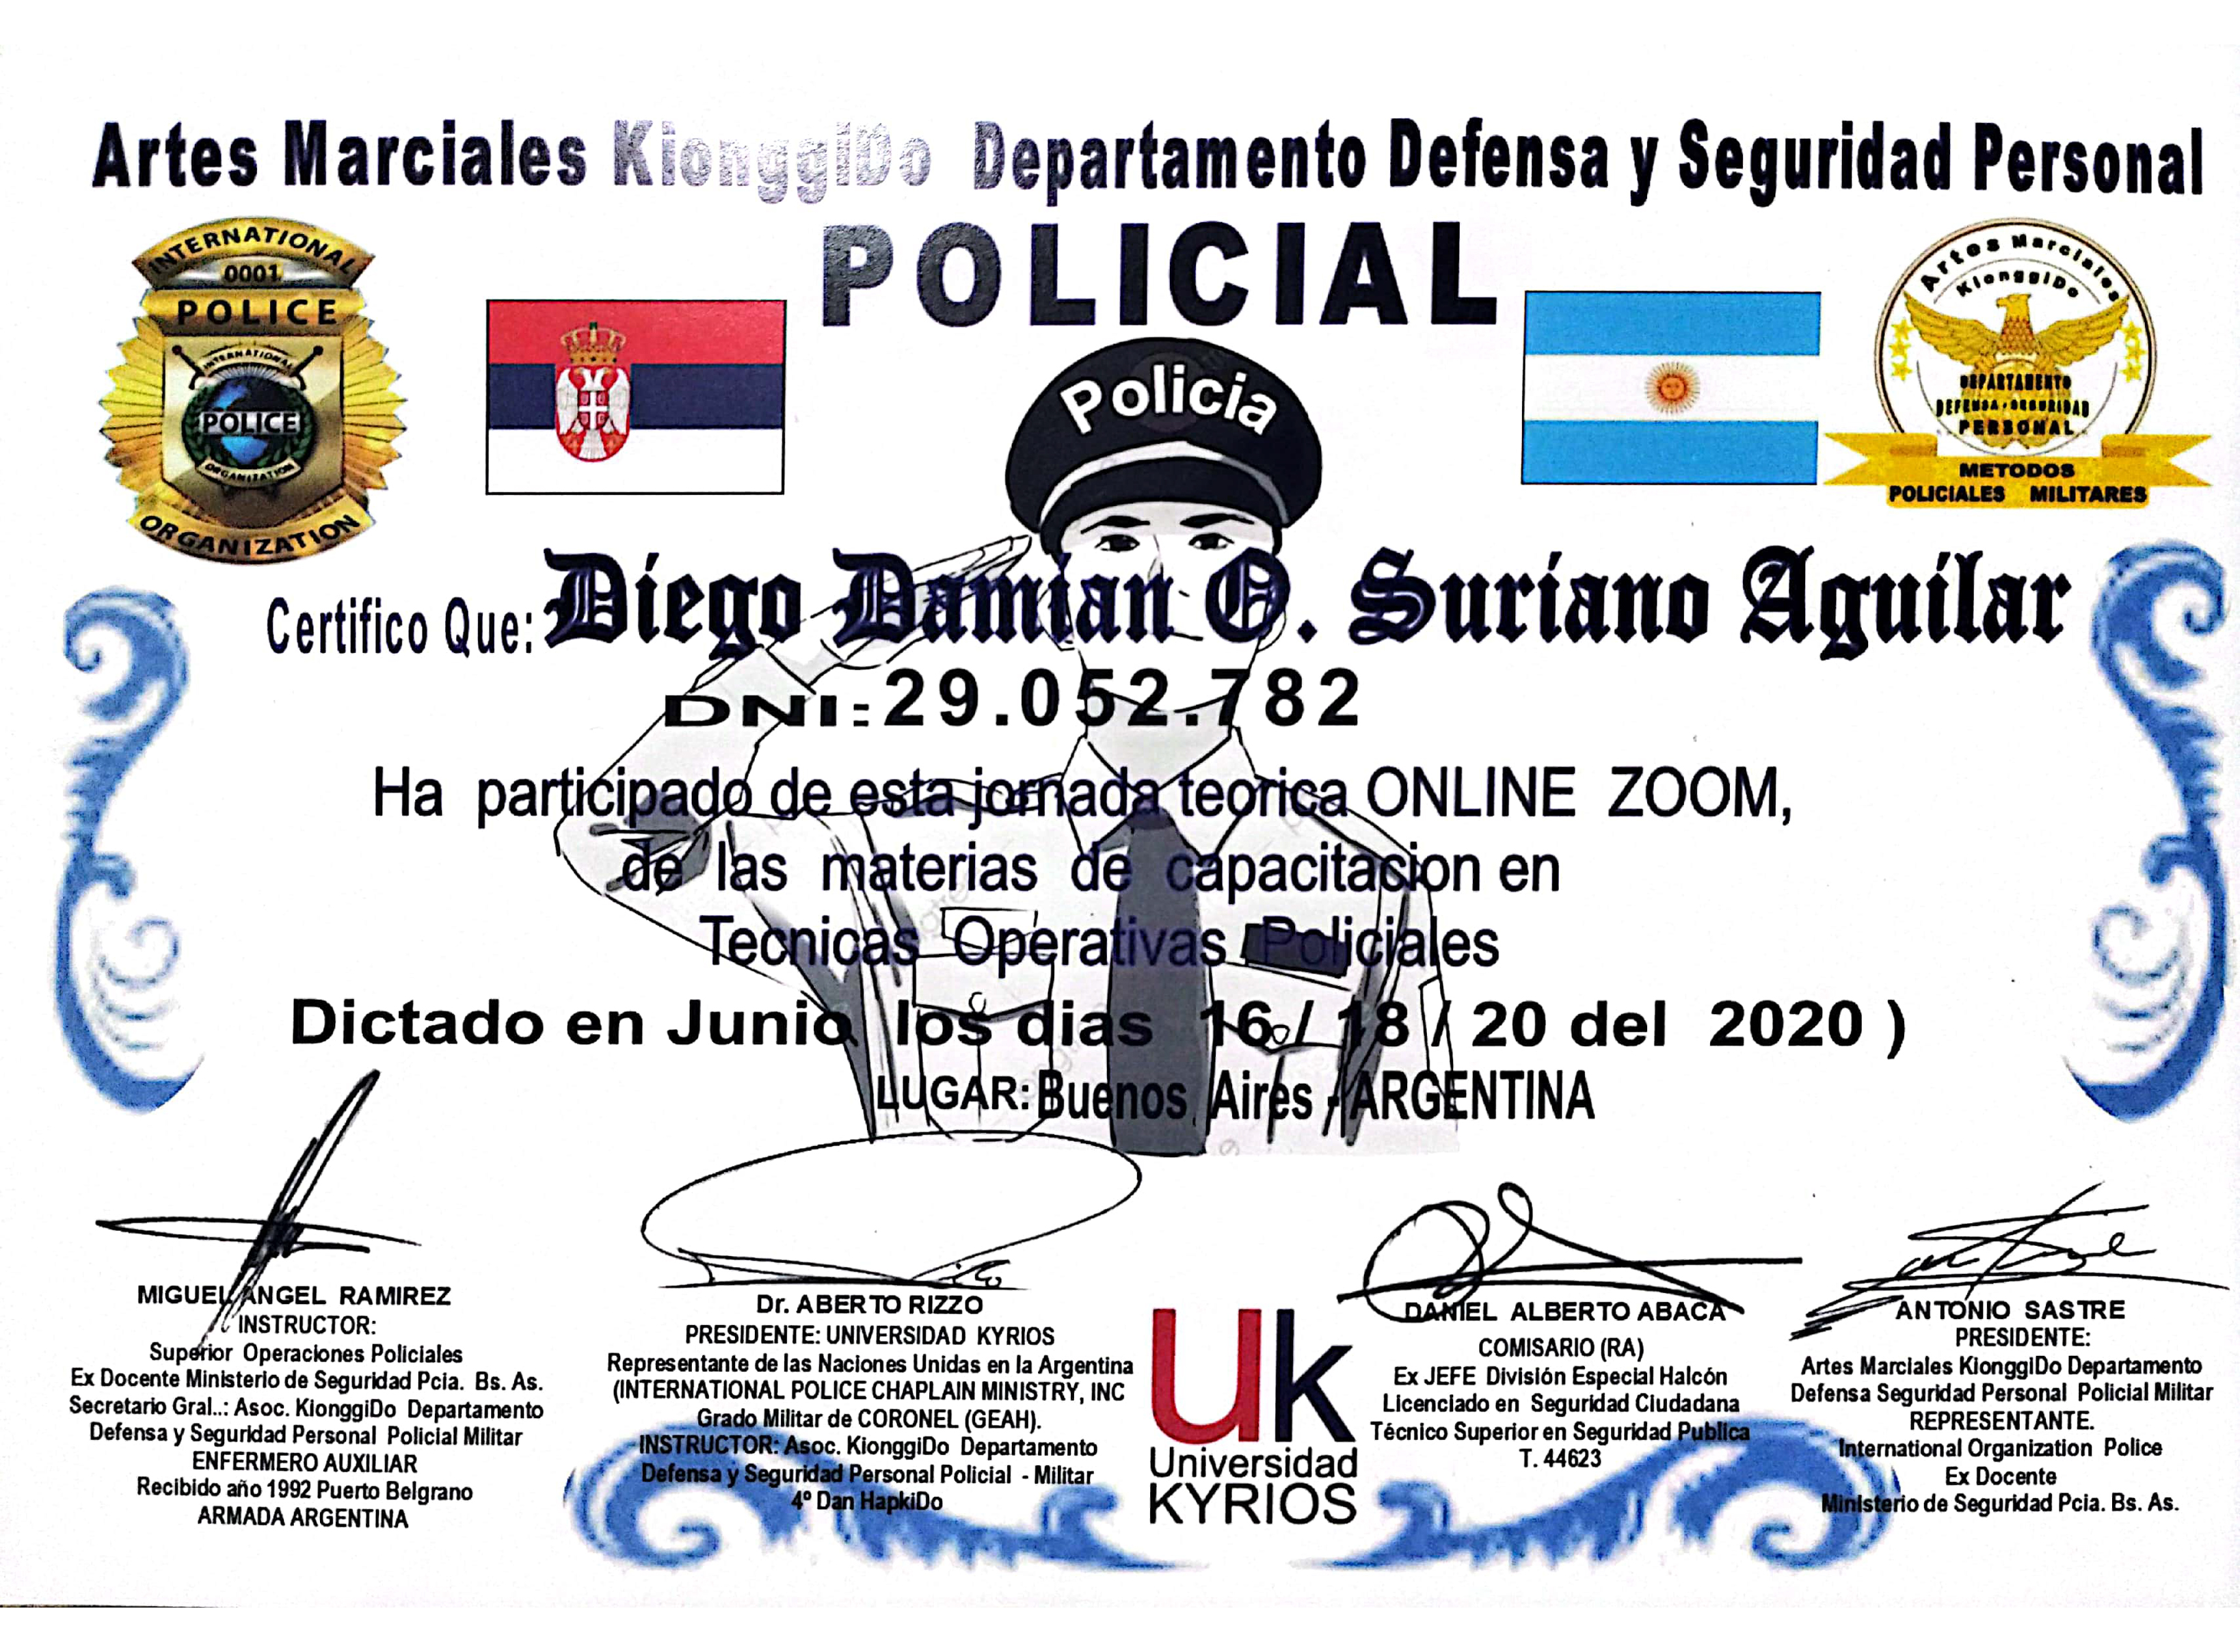 Artes Marciales KionggiDo Departamento Defensa y Seguridad Personal
POLICIAL
INTERNATIONAL
0001
POLICE
INTERNATIONAL
POLICE
ORGANIZATION
ORGANIZATION
Policia
Artes Marciales
KionggiDo
DEPARTAMENTO
DEFENSA - SEGURIDAD
PERSONAL
METODOS
POLICIALES MILITARES
Certifico Que: Diego Damian O. Suriano Aguilar
DNI: 29.052.782
Ha participado de esta jornada teorica ONLINE ZOOM,
de las materias de capacitacion en
Tecnicas Operativas Policiales
Dictado en Junio los dias 16 / 18 / 20 del 2020 )
LUGAR: Buenos Aires - ARGENTINA
MIGUEL ANGEL RAMIREZ
INSTRUCTOR:
Superior Operaciones Policiales
Ex Docente Ministerio de Seguridad Pcia. Bs. As.
Secretario Gral..: Asoc. KionggiDo Departamento
Defensa y Seguridad Personal Policial Militar
ENFERMERO AUXILIAR
Recibido año 1992 Puerto Belgrano
ARMADA ARGENTINA
Dr. ABERTO RIZZO
PRESIDENTE: UNIVERSIDAD KYRIOS
Representante de las Naciones Unidas en la Argentina
(INTERNATIONAL POLICE CHAPLAIN MINISTRY, INC
Grado Militar de CORONEL (GEAH).
INSTRUCTOR: Asoc. KionggiDo Departamento
Defensa y Seguridad Personal Policial - Militar
4º Dan HapkiDo
Uk
Universidad
KYRIOS
DANIEL ALBERTO ABACA
COMISARIO (RA)
Ex JEFE División Especial Halcón
Licenciado en Seguridad Ciudadana
Técnico Superior en Seguridad Publica
T. 44623
ANTONIO SASTRE
PRESIDENTE:
Artes Marciales KionggiDo Departamento
Defensa Seguridad Personal Policial Militar
REPRESENTANTE.
International Organization Police
Ex Docente
Ministerio de Seguridad Pcia. Bs. As.